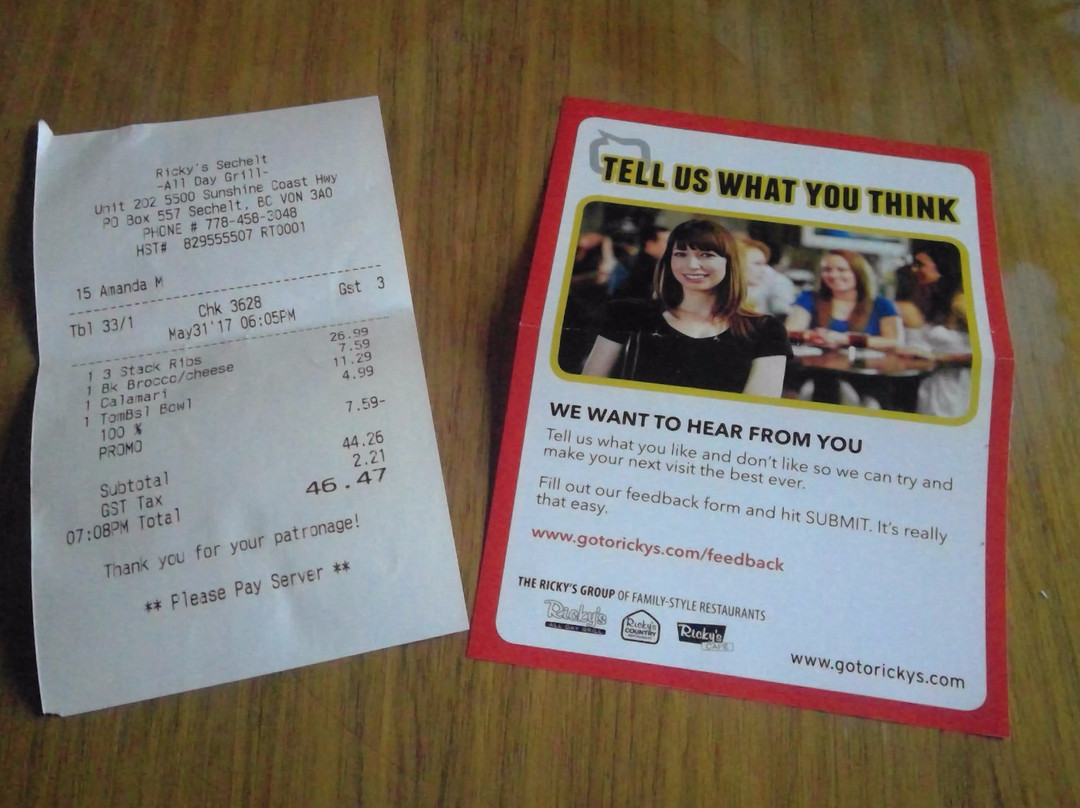 Ricky's Sechelt
-All Day Grill-
Unit 202 5500 Sunshine Coast Hwy
PO Box 557 Sechelt, BC V0N 3A0
PHONE # 778-458-3048
HST# 829555507 RT0001
15 Amanda M
Tbl 33/1 Chk 3628 Gst 3
May31'17 06:05PM
1 3 Stack Ribs 26.99
1 Bk Brocco/cheese 7.59
1 Calamari 11.29
1 TomBsl Bowl 4.99
100 %
PROMO 7.59-
Subtotal 44.26
GST Tax 2.21
07:08PM Total 46.47
Thank you for your patronage!
** Please Pay Server **
TELL US WHAT YOU THINK
WE WANT TO HEAR FROM YOU
Tell us what you like and don't like so we can try and
make your next visit the best ever.
Fill out our feedback form and hit SUBMIT. It's really
that easy.
www.gotorickys.com/feedback
THE RICKY'S GROUP OF FAMILY-STYLE RESTAURANTS
Ricky's
ALL DAY GRILL
Ricky's
COUNTRY
Ricky's
CAFE
www.gotorickys.com